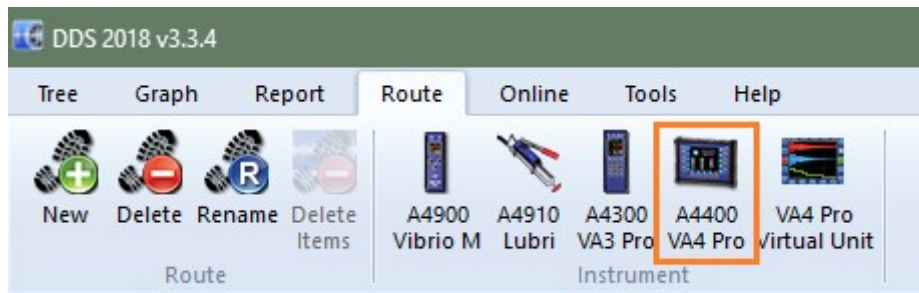 DDS 2018 v3.3.4
Tree Graph Report Route Online Tools Help
New Delete Rename Delete Items A4900 Vibrio M A4910 Lubri A4300 VA3 Pro A4400 VA4 Pro VA4 Pro Virtual Unit
R
Route Instrument